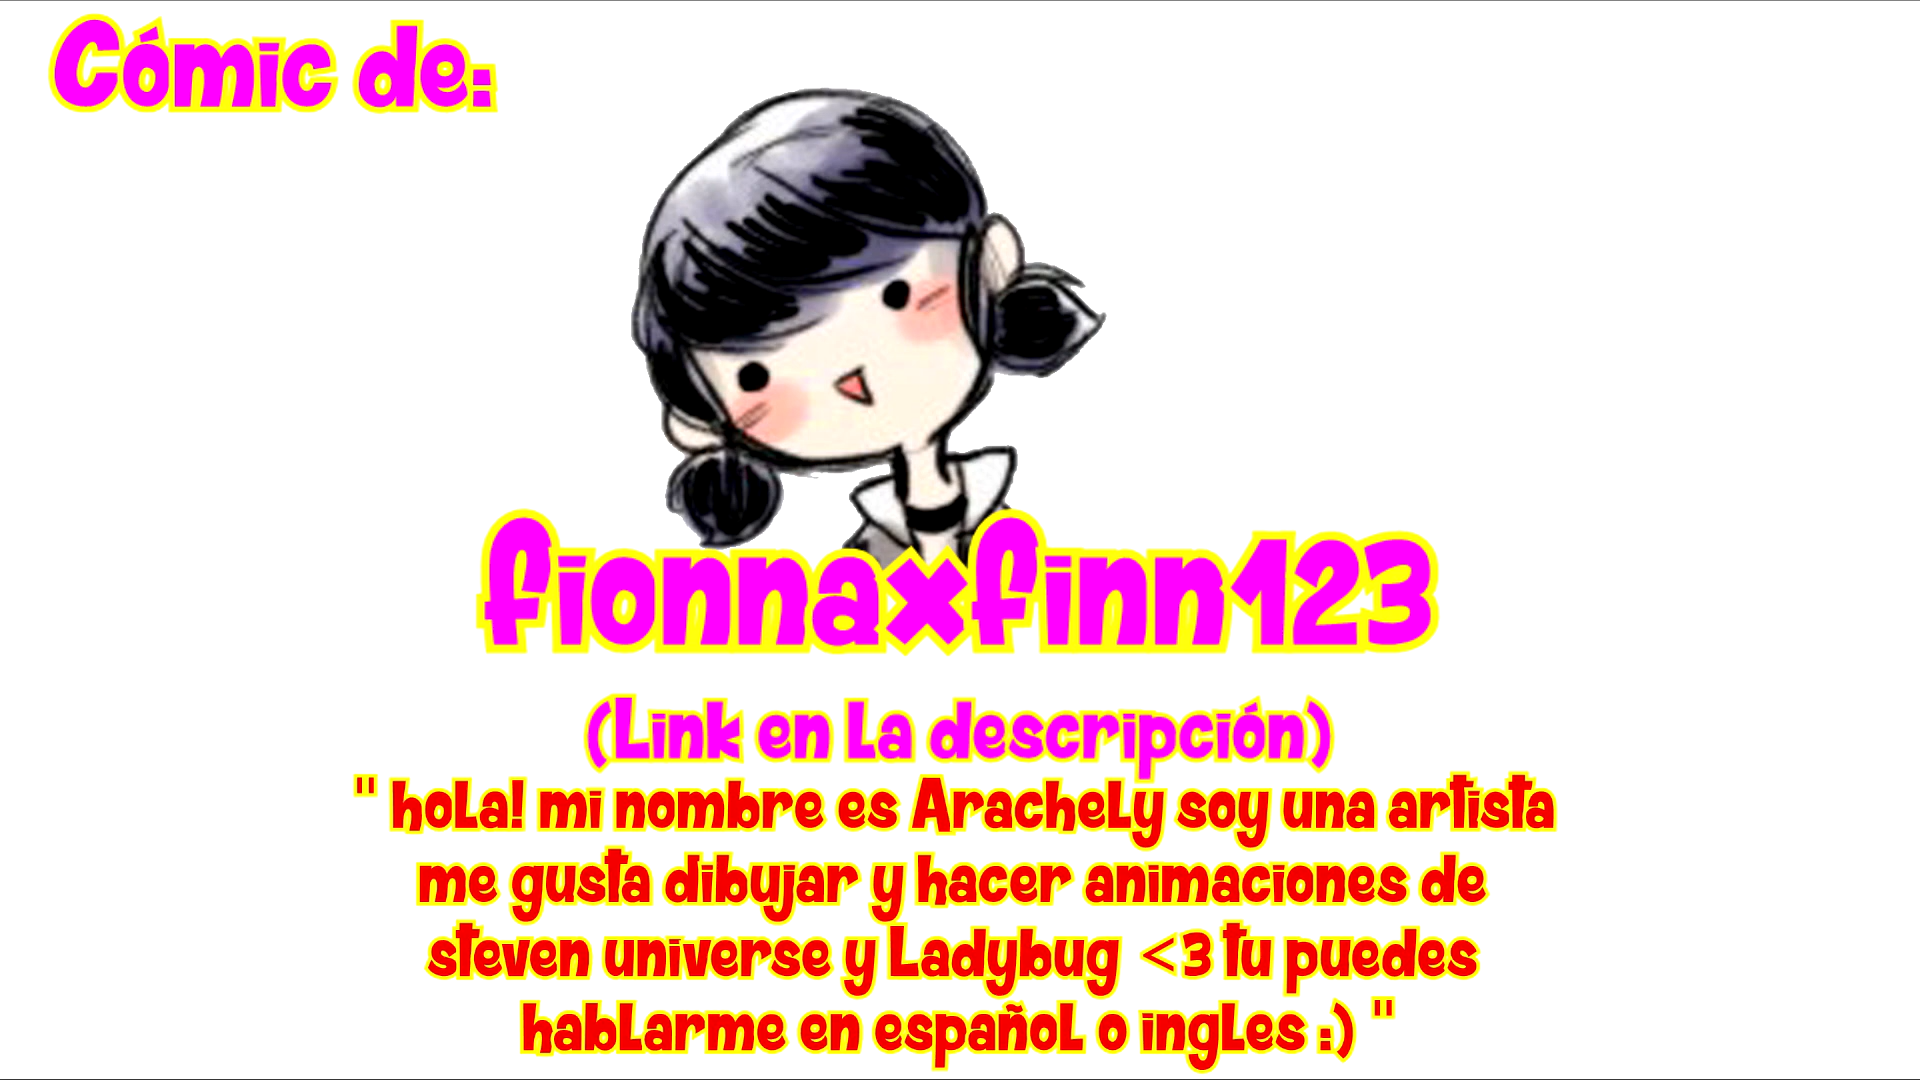 Cómic de:
fionnaxfinn123
(Link en la descripción)
" hola! mi nombre es Arachely soy una artista
me gusta dibujar y hacer animaciones de
steven universe y Ladybug <3 tu puedes
hablarme en español o ingles :) "